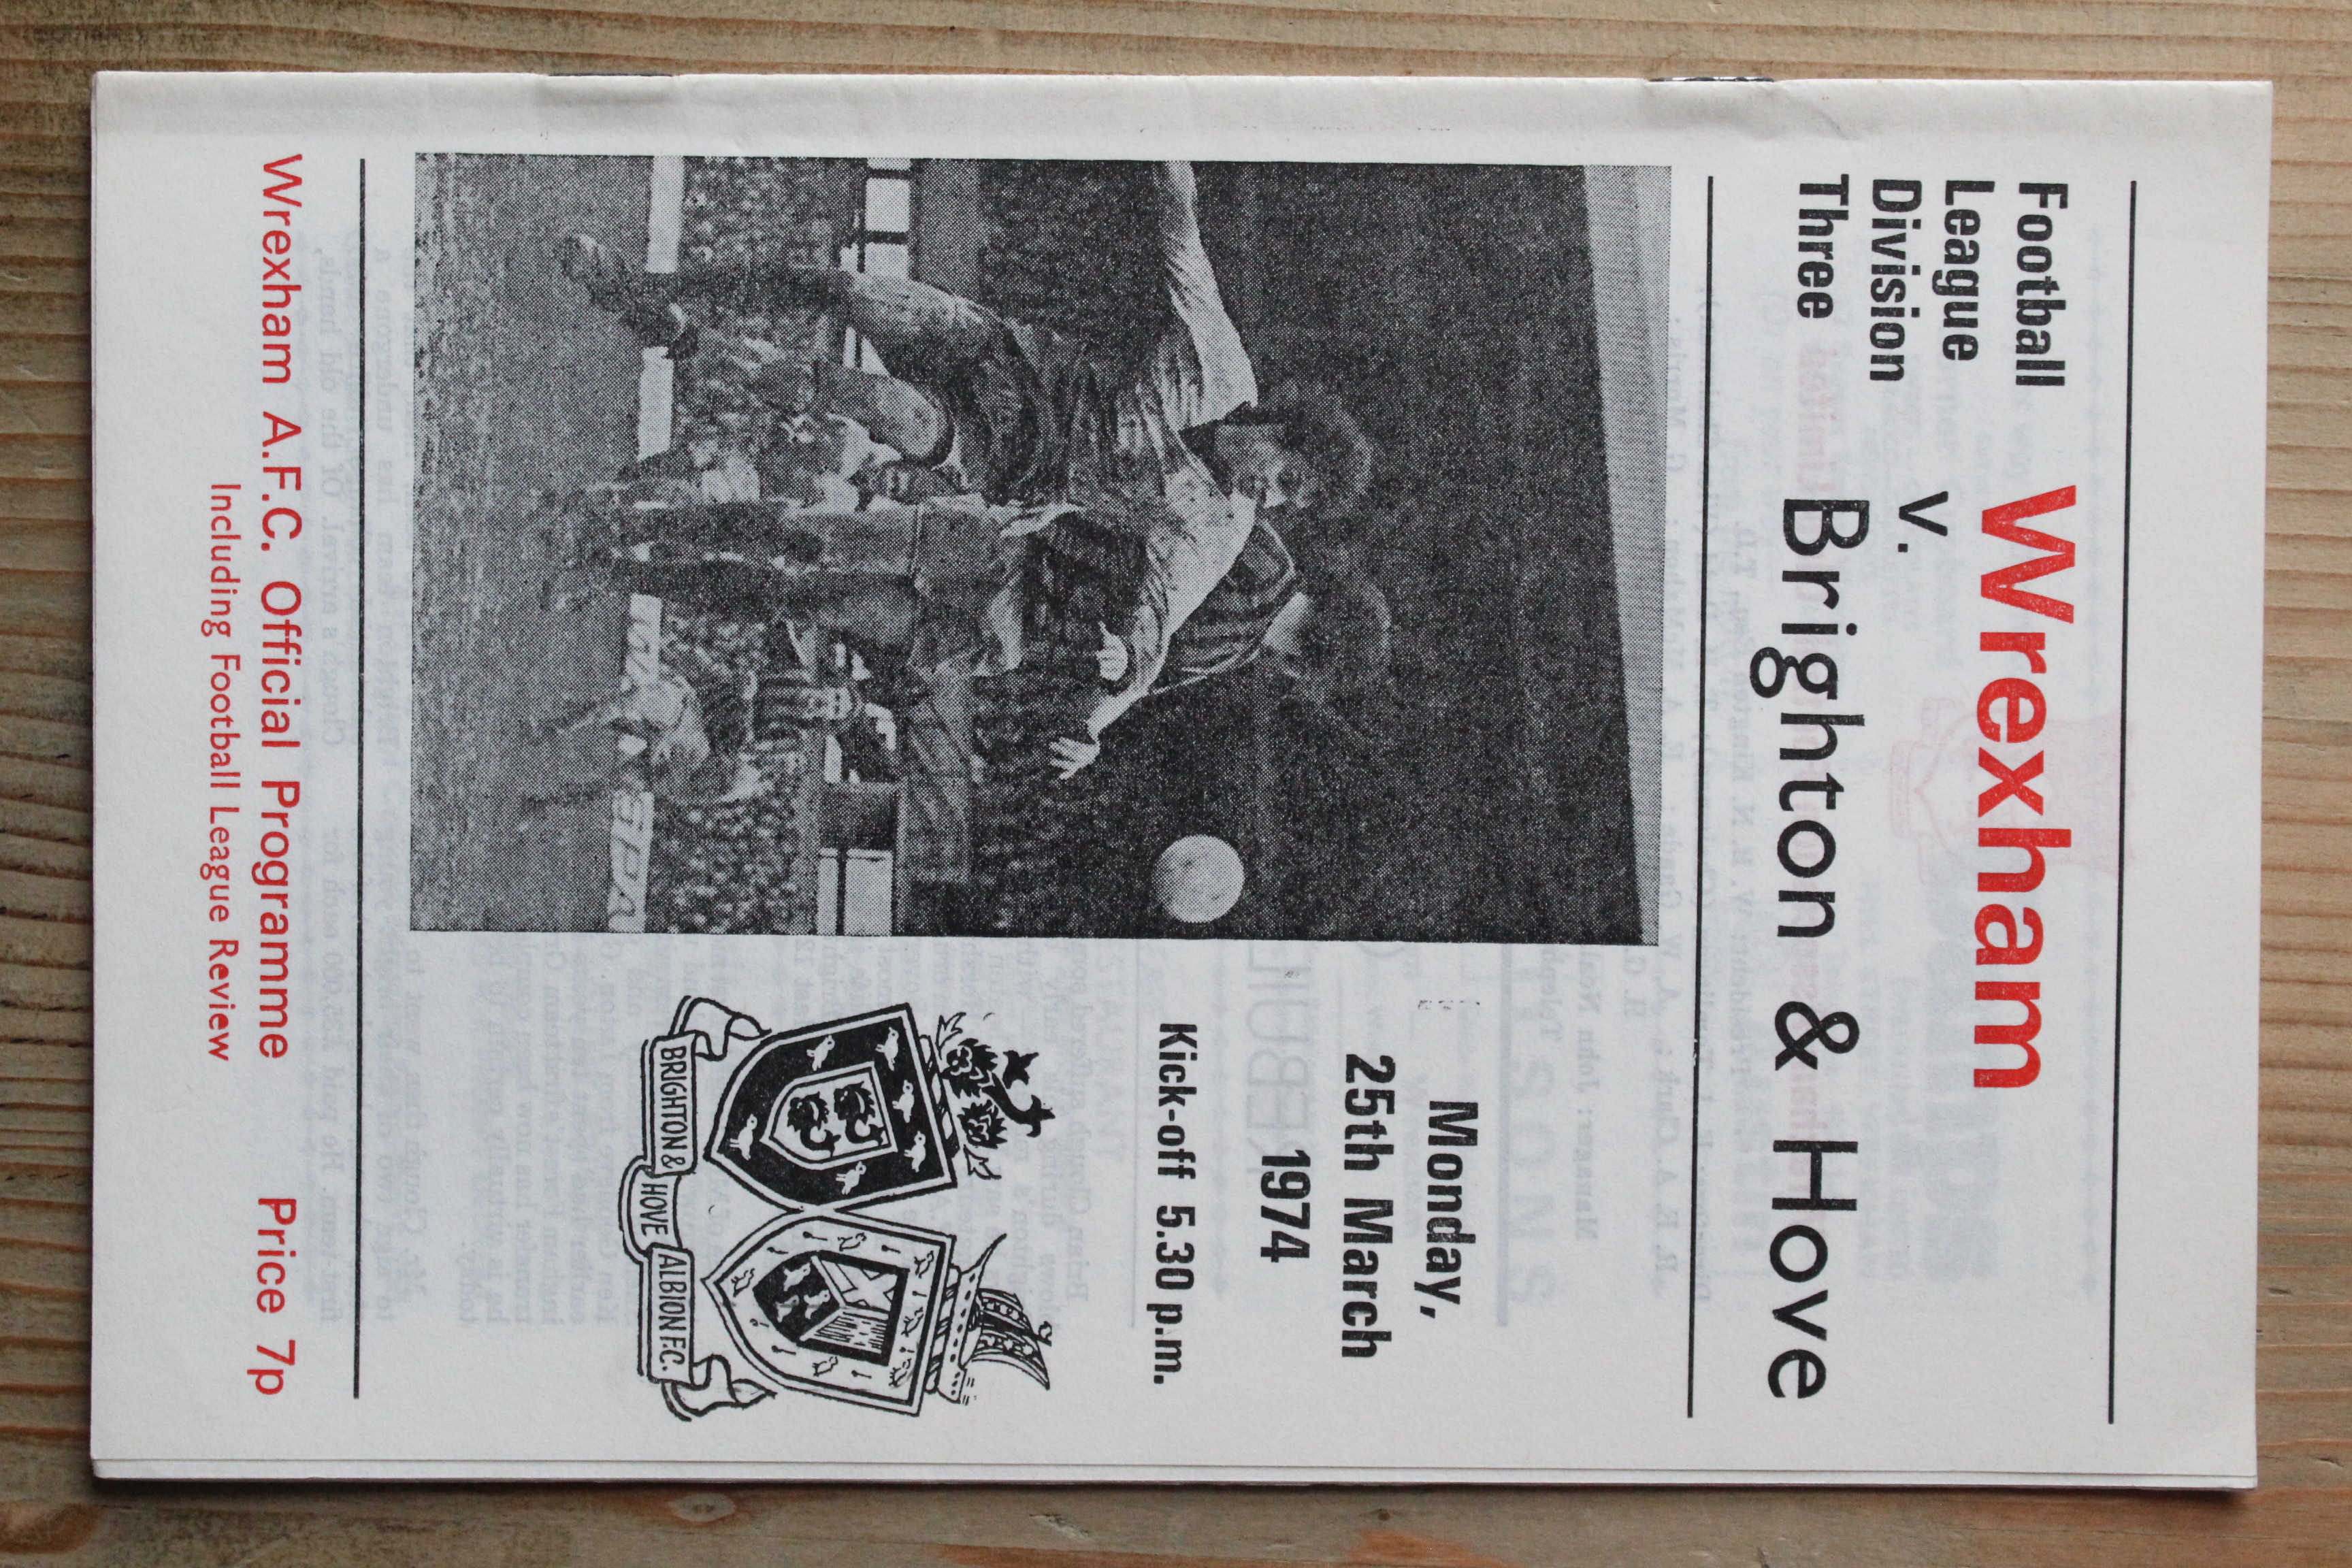 Football
League
Division
Three
Wrexham
v.
Brighton & Hove
Monday,
25th March
1974
Kick-off 5.30 p.m.
BRIGHTON & HOVE ALBION F.C.
Wrexham A.F.C. Official Programme Price 7p
Including Football League Review